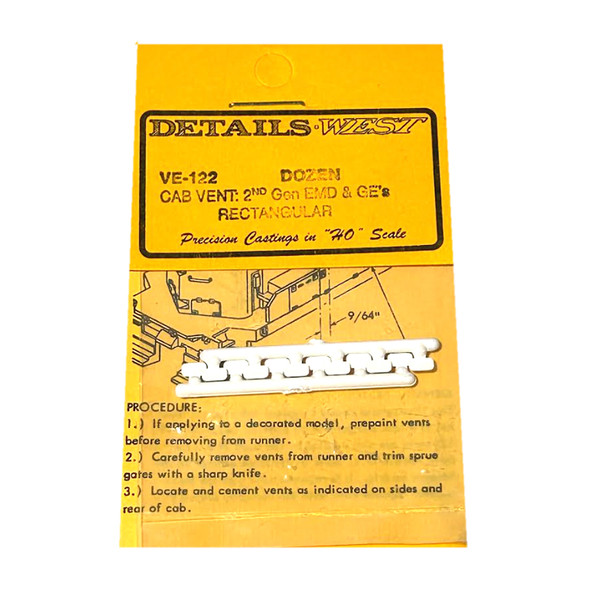 DETAILS·WEST
VE-122 DOZEN
CAB VENT: 2ND Gen EMD & GE's
RECTANGULAR
Precision Castings in "HO" Scale
9/64"
PROCEDURE:
1.) If applying to a decorated model, prepaint vents
before removing from runner.
2.) Carefully remove vents from runner and trim sprue
gates with a sharp knife.
3.) Locate and cement vents as indicated on sides and
rear of cab.